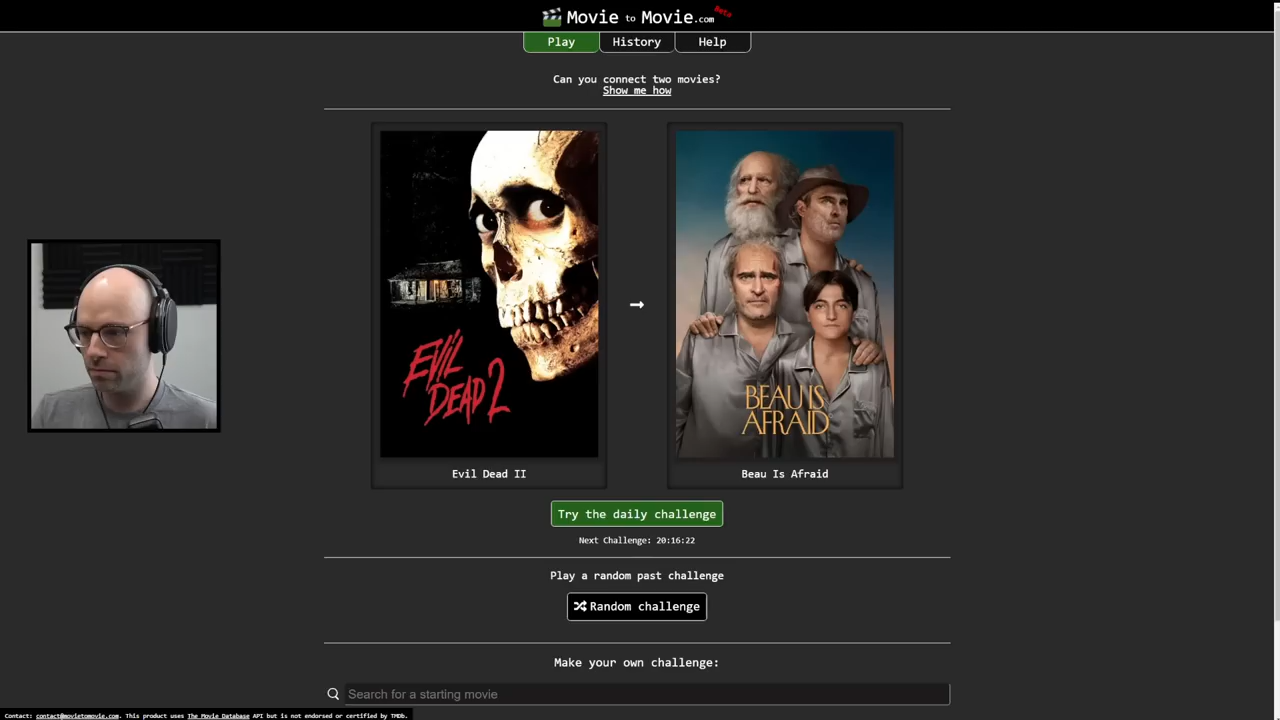 Movie to Movie.com Beta
Play History Help
Can you connect two movies?
Show me how
EVIL
DEAD 2
BEAU IS
AFRAID
Evil Dead II
Beau Is Afraid
Try the daily challenge
Next Challenge: 20:16:22
Play a random past challenge
Random challenge
Make your own challenge:
Search for a starting movie
Contact: contact@movietomovie.com. This product uses The Movie Database API but is not endorsed or certified by TMDb.